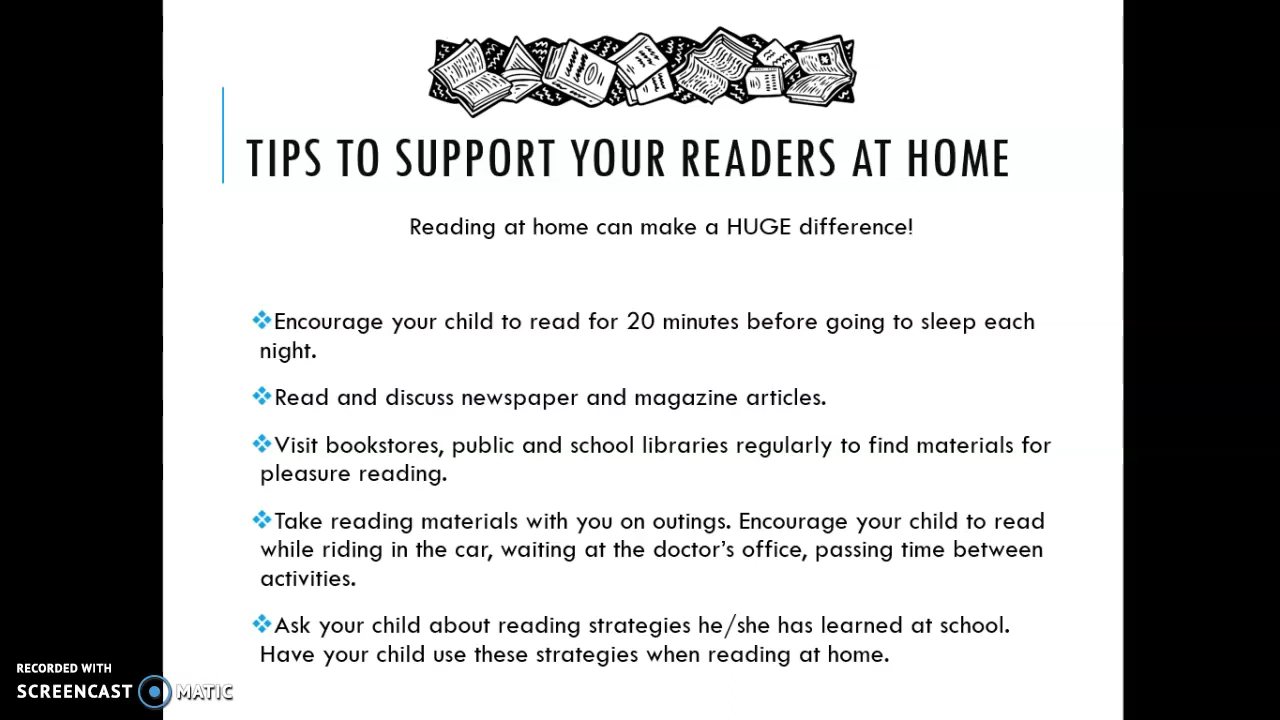 TIPS TO SUPPORT YOUR READERS AT HOME
Reading at home can make a HUGE difference!
Encourage your child to read for 20 minutes before going to sleep each
night.
Read and discuss newspaper and magazine articles.
Visit bookstores, public and school libraries regularly to find materials for
pleasure reading.
Take reading materials with you on outings. Encourage your child to read
while riding in the car, waiting at the doctor’s office, passing time between
activities.
Ask your child about reading strategies he/she has learned at school.
Have your child use these strategies when reading at home.
RECORDED WITH
SCREENCAST MATIC